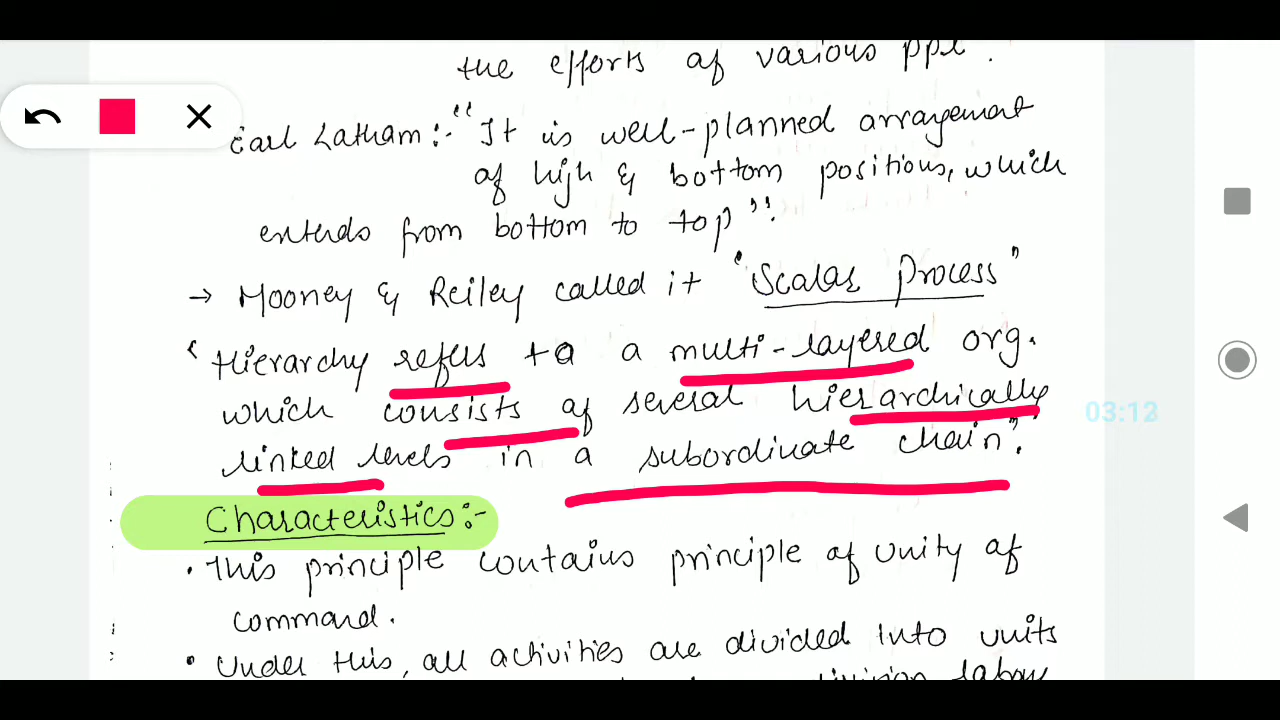 the efforts of various ppl.
Earl Latham :- "It is well-planned arrangement
of high & bottom positions, which
extends from bottom to top".
→ Mooney & Reiley called it "Scalar Process"
"Hierarchy refers to a multi-layered org.
which consists of several hierarchically
linked levels in a subordinate chain".
03:12
Characteristics:-
• This principle contains principle of unity of
command.
• Under this, all activities are divided into units
division labour